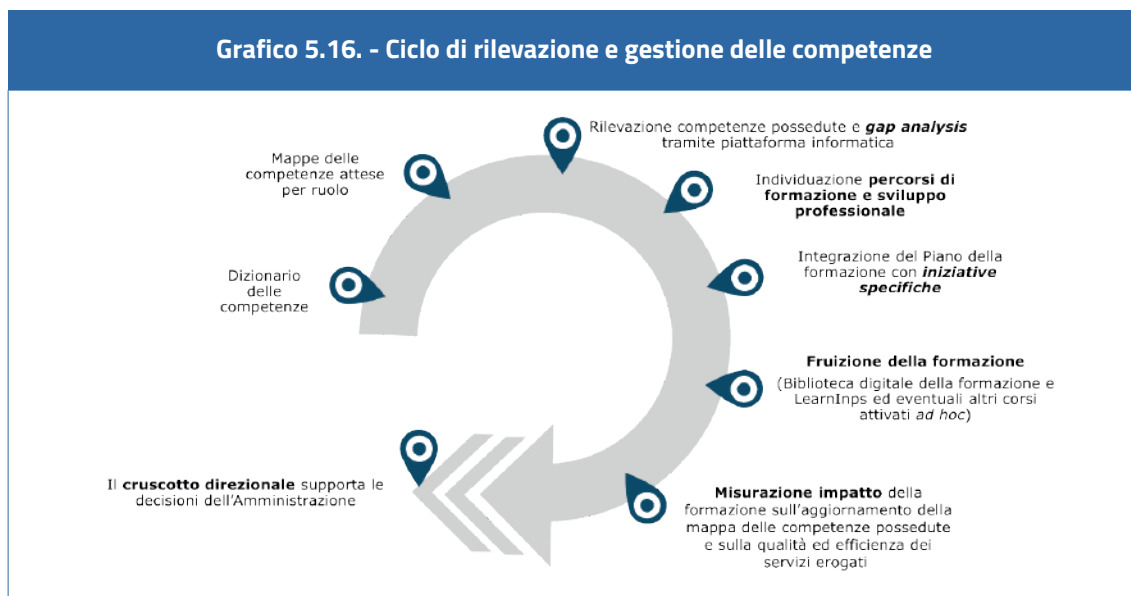 Grafico 5.16. - Ciclo di rilevazione e gestione delle competenze
Dizionario
delle
competenze
Mappe delle
competenze attese
per ruolo
Rilevazione competenze possedute e gap analysis
tramite piattaforma informatica
Individuazione percorsi di
formazione e sviluppo
professionale
Integrazione del Piano della
formazione con iniziative
specifiche
Fruizione della formazione
(Biblioteca digitale della formazione e
LearnInps ed eventuali altri corsi
attivati ad hoc)
Misurazione impatto della
formazione sull'aggiornamento della
mappa delle competenze possedute
e sulla qualità ed efficienza dei
servizi erogati
Il cruscotto direzionale supporta le
decisioni dell'Amministrazione